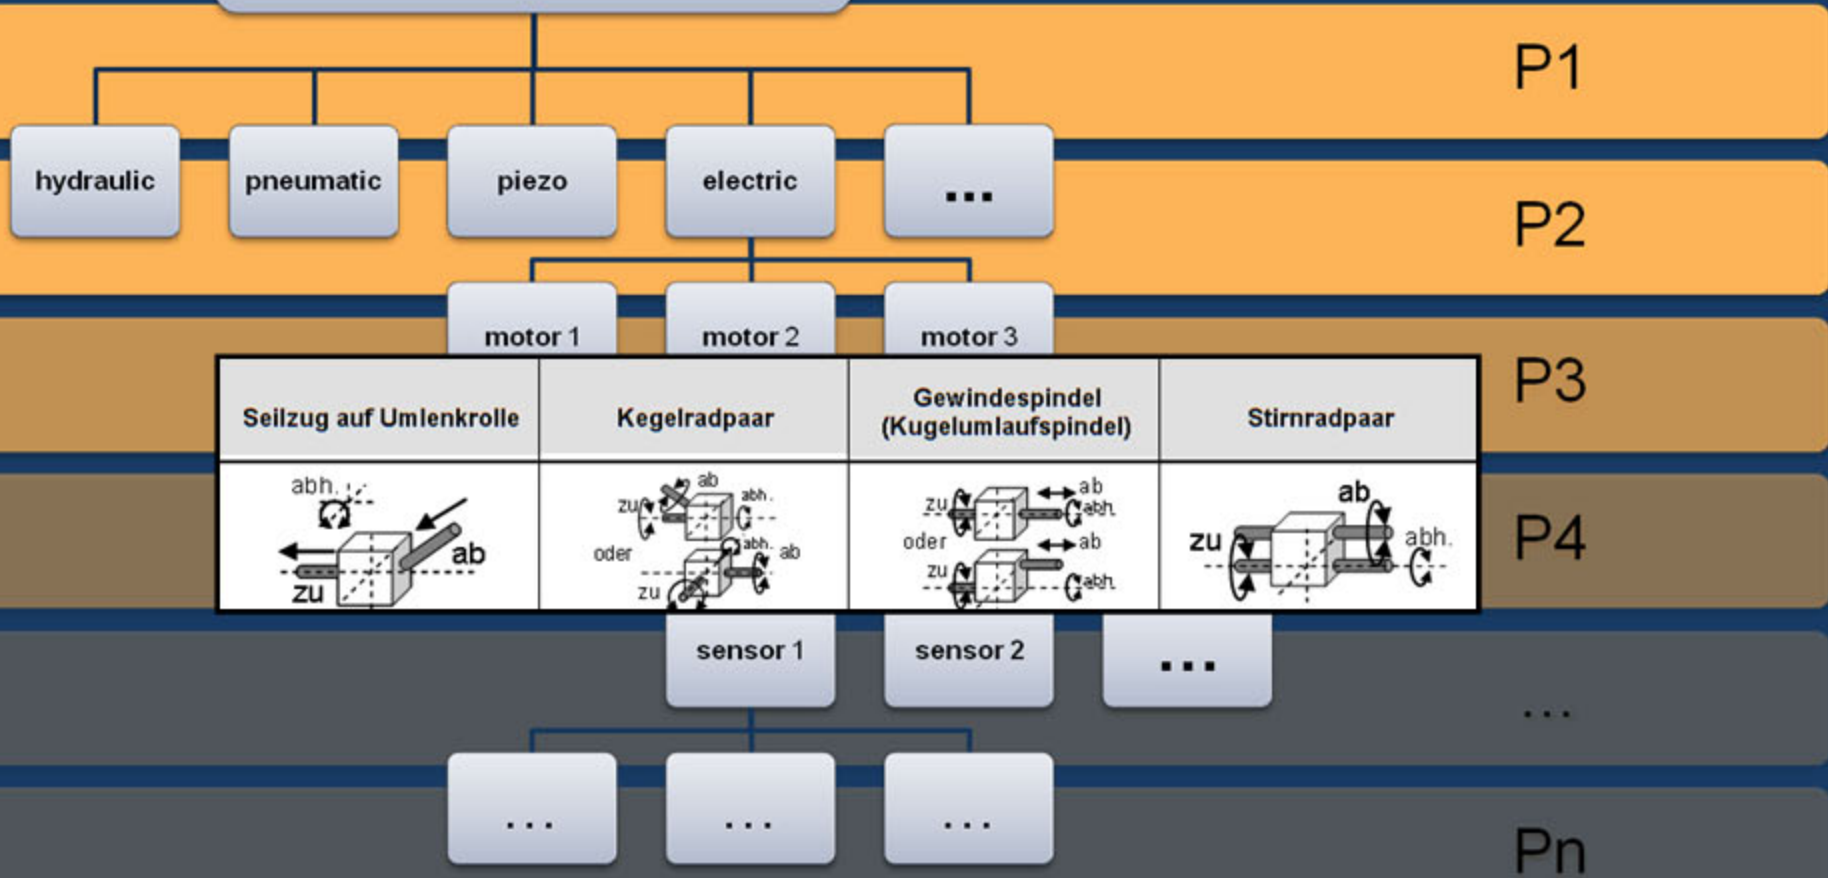 P1
hydraulic
pneumatic
piezo
electric
...
P2
motor 1
motor 2
motor 3
P3
Seilzug auf Umlenkrolle
Kegelradpaar
Gewindespindel
(Kugelumlaufspindel)
Stirnradpaar
abh.
ab
zu
zu
ab
abh.
oder
abh.
ab
zu
zu
ab
abh.
oder
ab
zu
abh.
ab
zu
abh.
P4
sensor 1
sensor 2
...
...
...
...
...
Pn